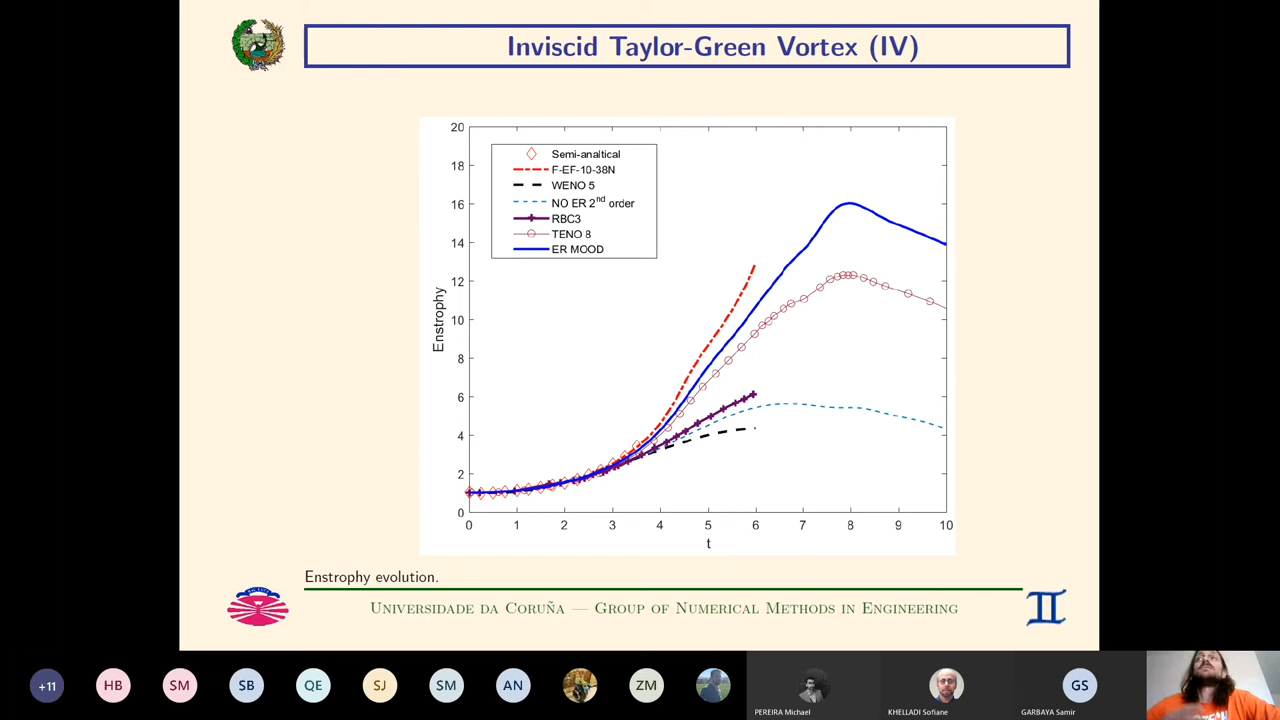 Inviscid Taylor-Green Vortex (IV)
20
18
16
14
12
10
8
6
4
2
0
Enstrophy
Semi-analtical
F-EF-10-38N
WENO 5
NO ER 2nd order
RBC3
TENO 8
ER MOOD
0 1 2 3 4 5 6 7 8 9 10
t
Enstrophy evolution.
Universidade da Coruña — Group of Numerical Methods in Engineering
+11 HB SM SB QE SJ SM AN ZM GS
PEREIRA Michael KHELLADI Sofiane GARBAYA Samir